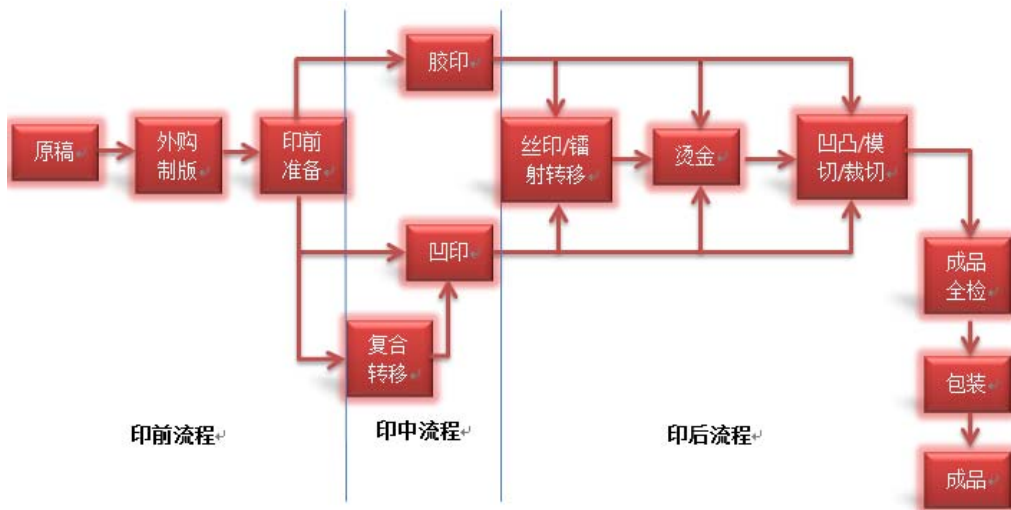 胶印
原稿
外购
制版
印前
准备
丝印/镭
射转移
烫金
凹凸/模
切/裁切
凹印
成品
全检
复合
转移
包装
印前流程
印中流程
印后流程
成品